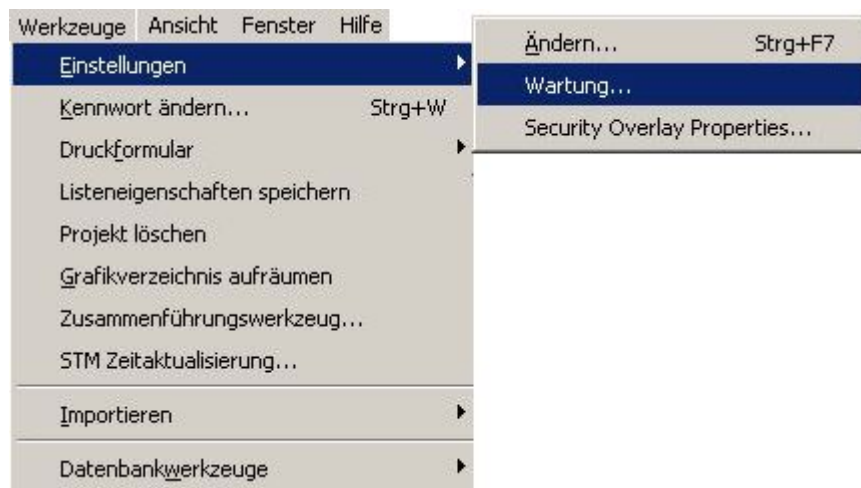 Werkzeuge Ansicht Fenster Hilfe
Einstellungen
Kennwort ändern... Strg+W
Druckformular
Listeneigenschaften speichern
Projekt löschen
Grafikverzeichnis aufräumen
Zusammenführungswerkzeug...
STM Zeitaktualisierung...
Importieren
Datenbankwerkzeuge
Ändern... Strg+F7
Wartung...
Security Overlay Properties...